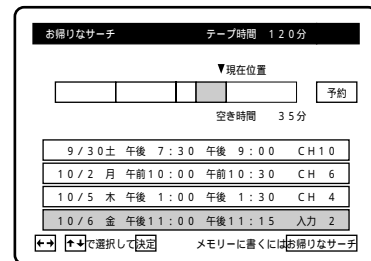 お帰りなサーチ テープ時間 120分
▼現在位置
予約
空き時間 35分
9/30土 午後 7:30 午後 9:00 CH10
10/2 月 午前10:00 午前10:30 CH 6
10/5 木 午後 1:00 午後 1:30 CH 4
10/6 金 午後11:00 午後11:15 入力 2
←→ ↑↓で選択して決定 メモリーに書くにはお帰りなサーチ